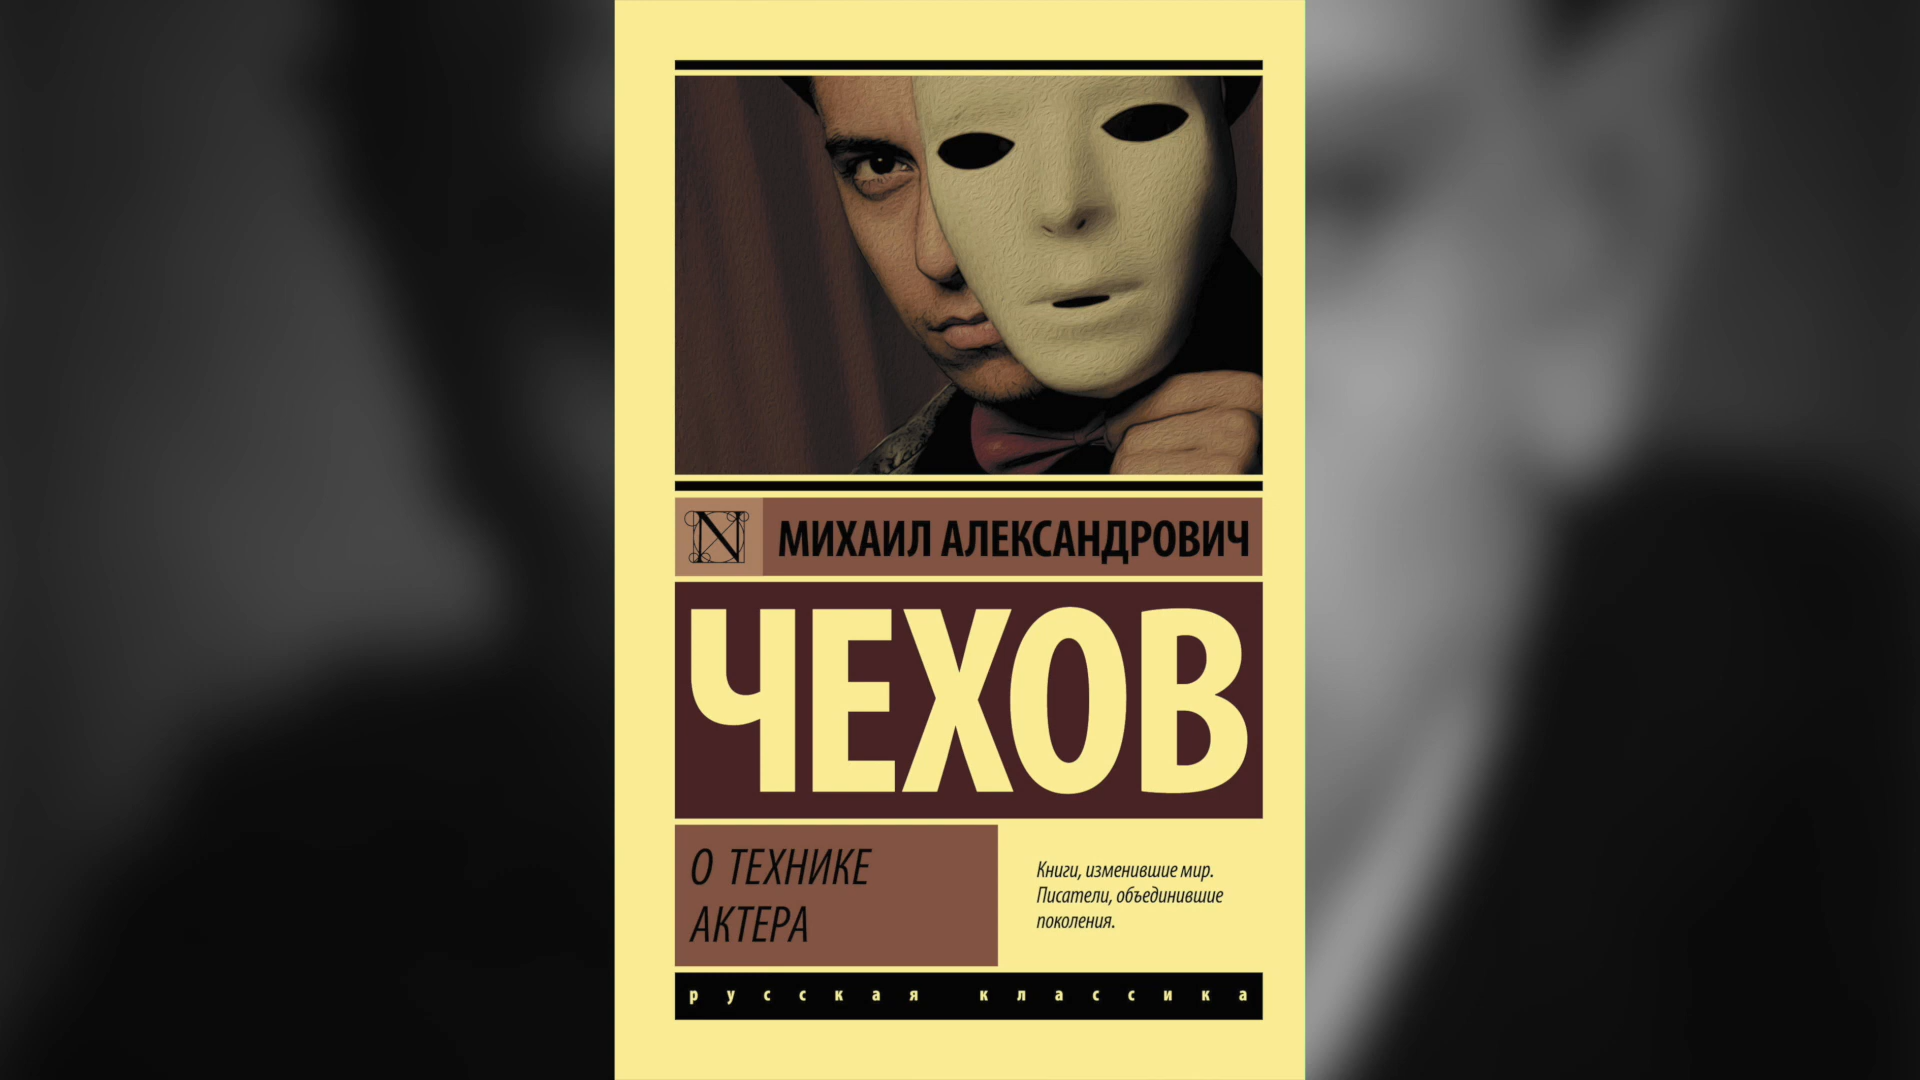 N
МИХАИЛ АЛЕКСАНДРОВИЧ
ЧЕХОВ
О ТЕХНИКЕ
АКТЕРА
Книги, изменившие мир.
Писатели, объединившие
поколения.
русская классика